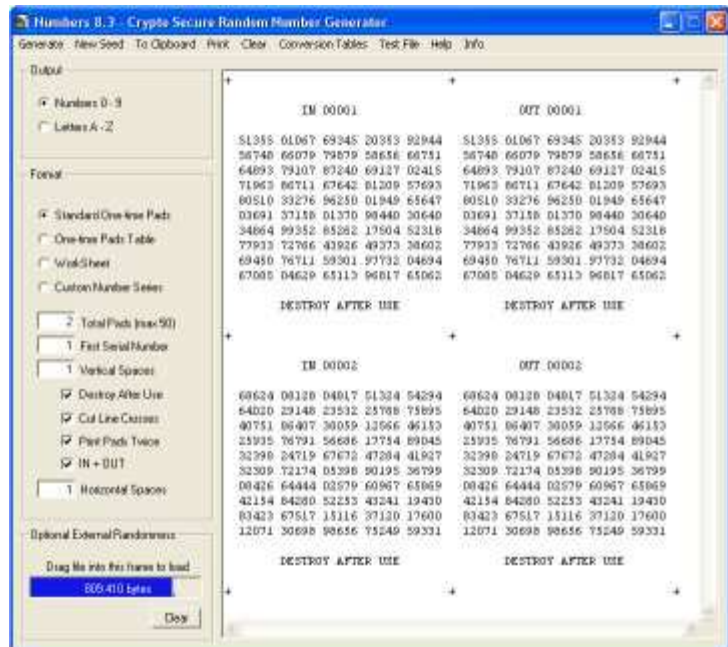 Numbers 8.3 - Crypto Secure Random Number Generator
Generate New Seed To Clipboard Print Clear Conversion Tables Test File Help Info
Output
Numbers 0 - 9
Letters A - Z
Format
Standard One-time Pads
One-time Pads Table
WorkSheet
Custom Number Series
2 Total Pads (max 90)
1 First Serial Number
1 Vertical Spaces
Destroy After Use
Cut Line Crosses
Print Pads Twice
IN + OUT
1 Horizontal Spaces
Optional External Randomness
Drag file into this frame to load
809.410 bytes
Clear
+ + +
IN 00001 OUT 00001
51355 01067 69345 20353 92944 51355 01067 69345 20353 92944
56748 66079 79879 58656 66751 56748 66079 79879 58656 66751
64893 79107 87240 69127 02415 64893 79107 87240 69127 02415
71963 86711 67642 81209 57693 71963 86711 67642 81209 57693
80510 33276 96250 01949 65647 80510 33276 96250 01949 65647
03691 37158 01370 98440 30640 03691 37158 01370 98440 30640
34864 99352 85262 17504 52318 34864 99352 85262 17504 52318
77933 72766 43926 49373 38602 77933 72766 43926 49373 38602
69450 76711 59301 97732 04694 69450 76711 59301 97732 04694
67085 04629 65113 96817 65062 67085 04629 65113 96817 65062
DESTROY AFTER USE DESTROY AFTER USE
+ + +
IN 00002 OUT 00002
68624 08128 04817 51324 54294 68624 08128 04817 51324 54294
64020 29148 23532 25788 75895 64020 29148 23532 25788 75895
40751 86407 38059 12566 46153 40751 86407 38059 12566 46153
25935 76791 56686 17754 89045 25935 76791 56686 17754 89045
32398 24719 67672 47284 41927 32398 24719 67672 47284 41927
32309 72174 05398 90195 36799 32309 72174 05398 90195 36799
08426 64444 02579 60967 65869 08426 64444 02579 60967 65869
42154 84280 52253 43241 19450 42154 84280 52253 43241 19450
83423 67517 15116 37120 17600 83423 67517 15116 37120 17600
12071 30698 98656 75249 59331 12071 30698 98656 75249 59331
DESTROY AFTER USE DESTROY AFTER USE
+ + +